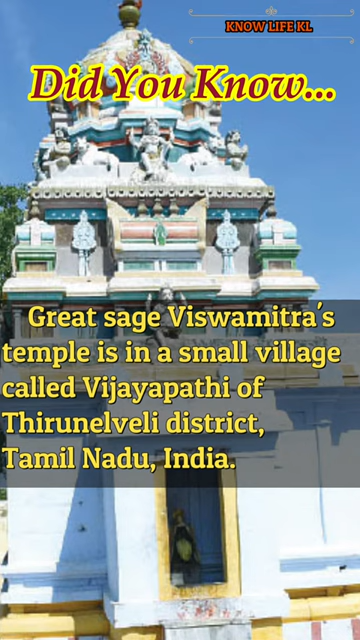 KNOW LIFE KL
Did You Know...
Great sage Viswamitra's
temple is in a small village
called Vijayapathi of
Thirunelveli district,
Tamil Nadu, India.